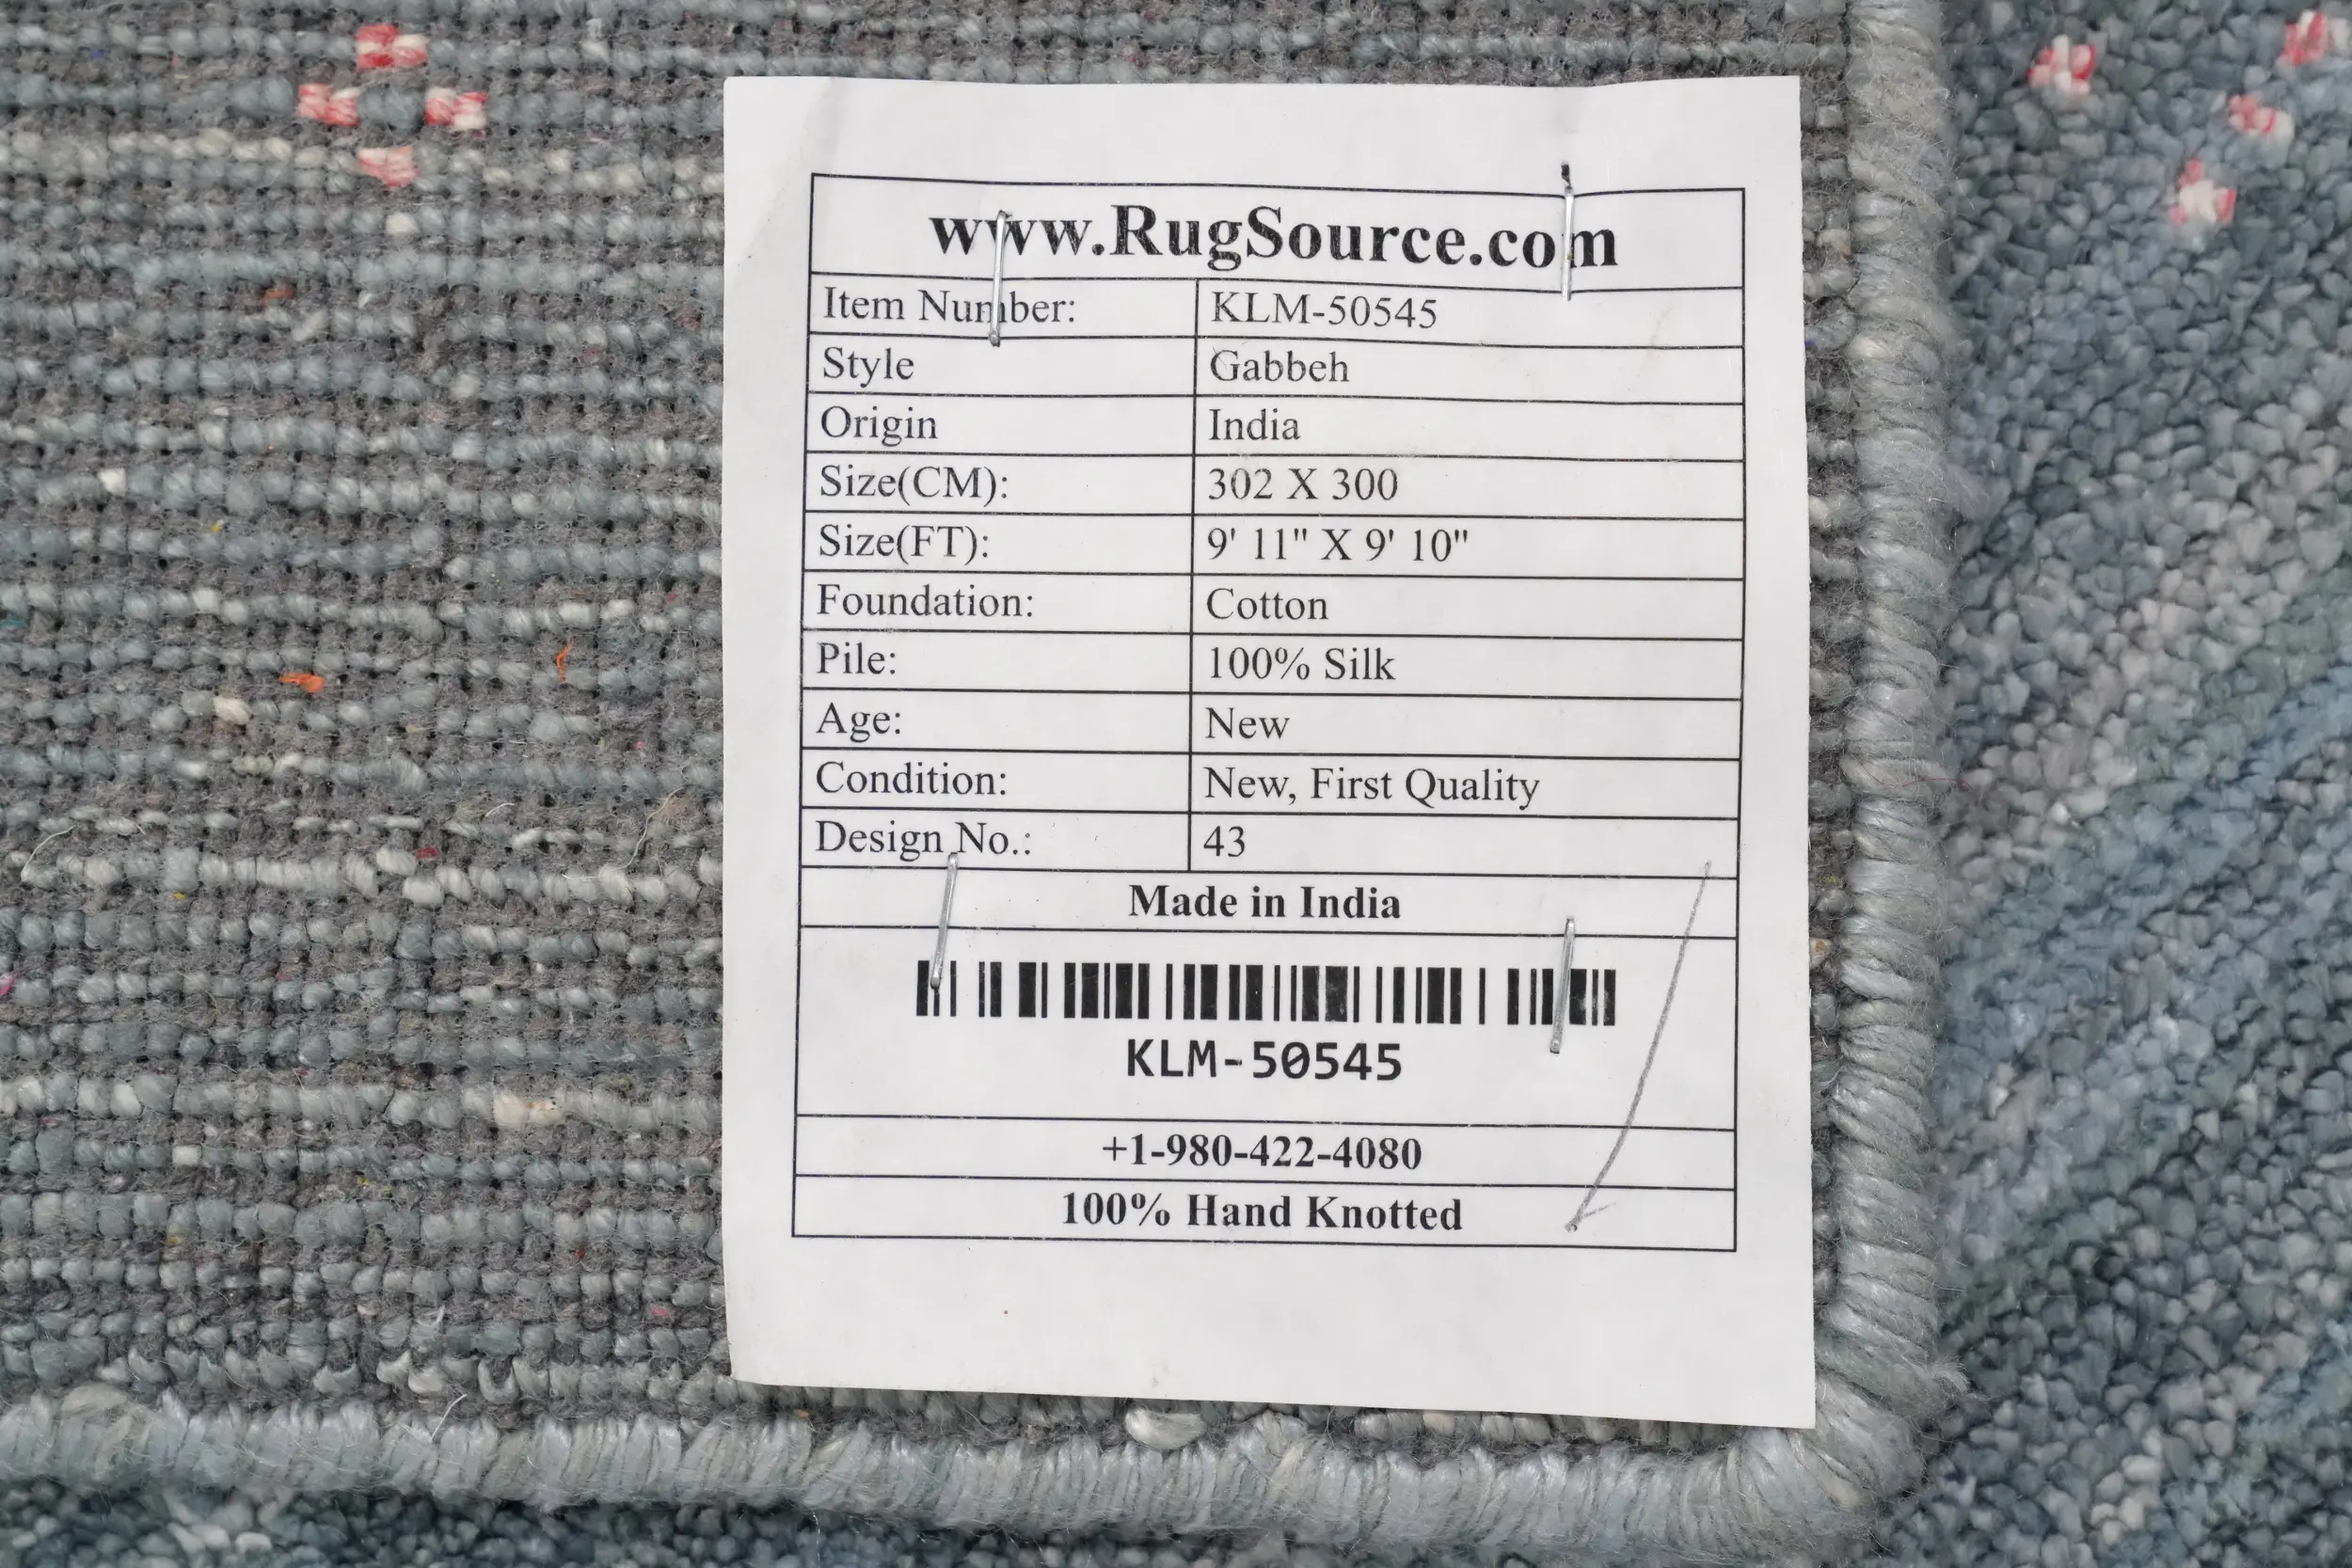 www.RugSource.com
Item Number: KLM-50545
Style Gabbeh
Origin India
Size(CM): 302 X 300
Size(FT): 9' 11" X 9' 10"
Foundation: Cotton
Pile: 100% Silk
Age: New
Condition: New, First Quality
Design No.: 43
Made in India
KLM-50545
+1-980-422-4080
100% Hand Knotted